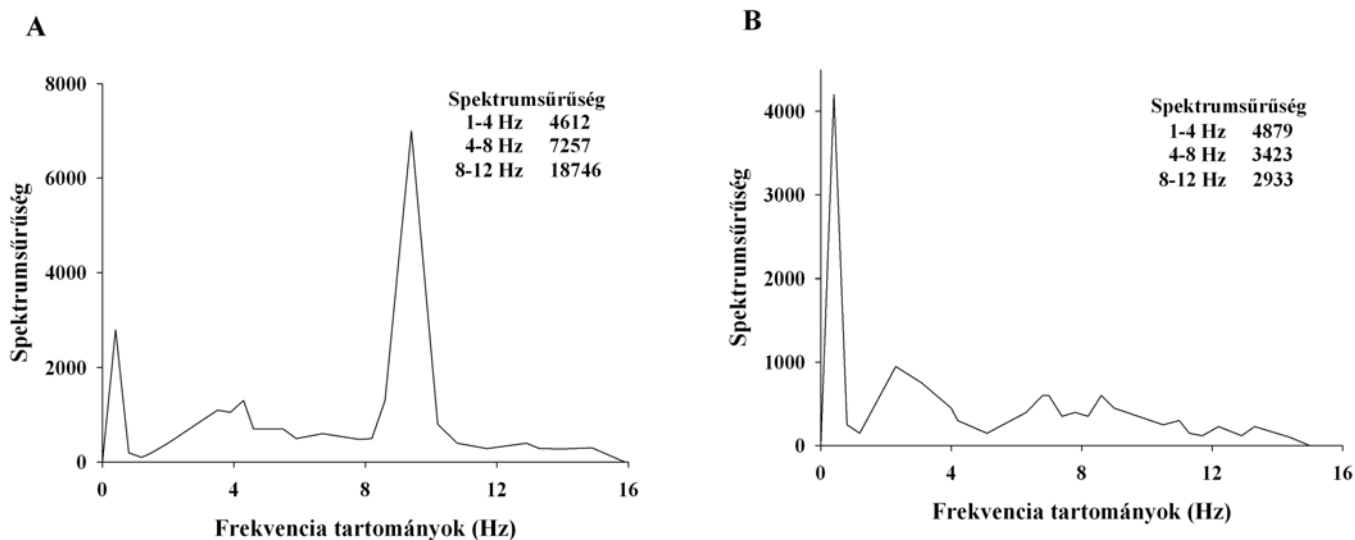 A
8000
6000
4000
2000
0
Spektrumsűrűség
Spektrumsűrűség
1-4 Hz 4612
4-8 Hz 7257
8-12 Hz 18746
0 4 8 12 16
Frekvencia tartományok (Hz)
B
4000
3000
2000
1000
0
Spektrumsűrűség
Spektrumsűrűség
1-4 Hz 4879
4-8 Hz 3423
8-12 Hz 2933
0 4 8 12 16
Frekvencia tartományok (Hz)